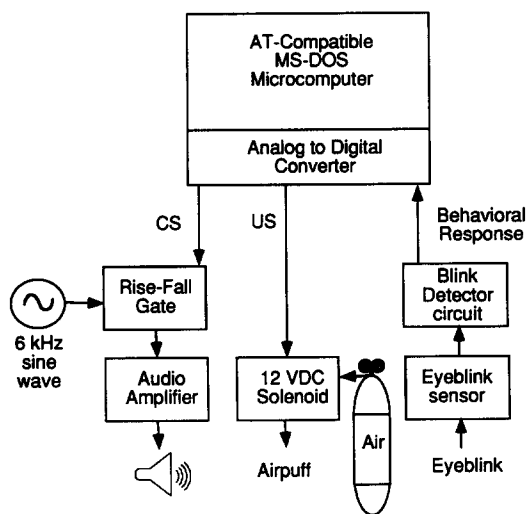 AT-Compatible
MS-DOS
Microcomputer
Analog to Digital
Converter
CS
US
Behavioral
Response
Rise-Fall
Gate
Blink
Detector
circuit
6 kHz
sine
wave
Audio
Amplifier
12 VDC
Solenoid
Air
Eyeblink
sensor
Airpuff
Eyeblink